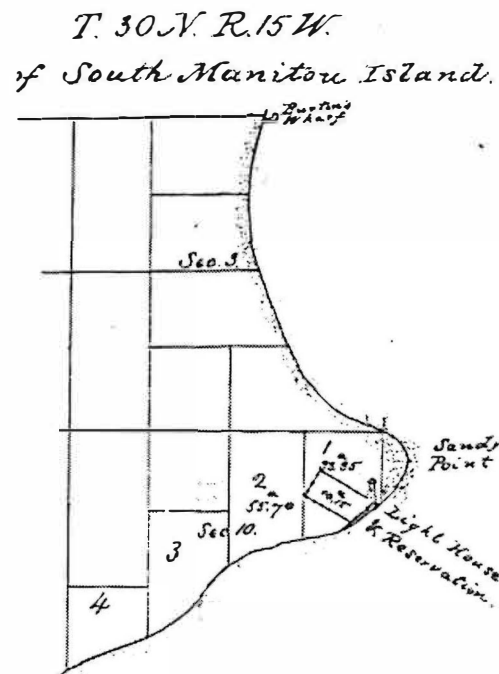 T. 30 N. R. 15 W.
of South Manitou Island.
Burton's
Wharf
Sec. 3.
Sandy
Point
1
a
2
a
55.70
Light House
& Reservation.
Sec 10.
3
4